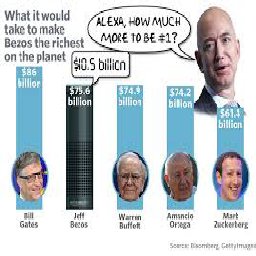 What it would
take to make
Bezos the richest
on the planet
ALEXA, HOW MUCH
MORE TO BE #1?
$10.5 billion
$86
billion
$75.6
billion
$74.9
billion
$74.2
billion
$61.4
billion
Bill
Gates
Jeff
Bezos
Warren
Buffett
Amancio
Ortega
Mark
Zuckerberg
Source: Bloomberg, GettyImages